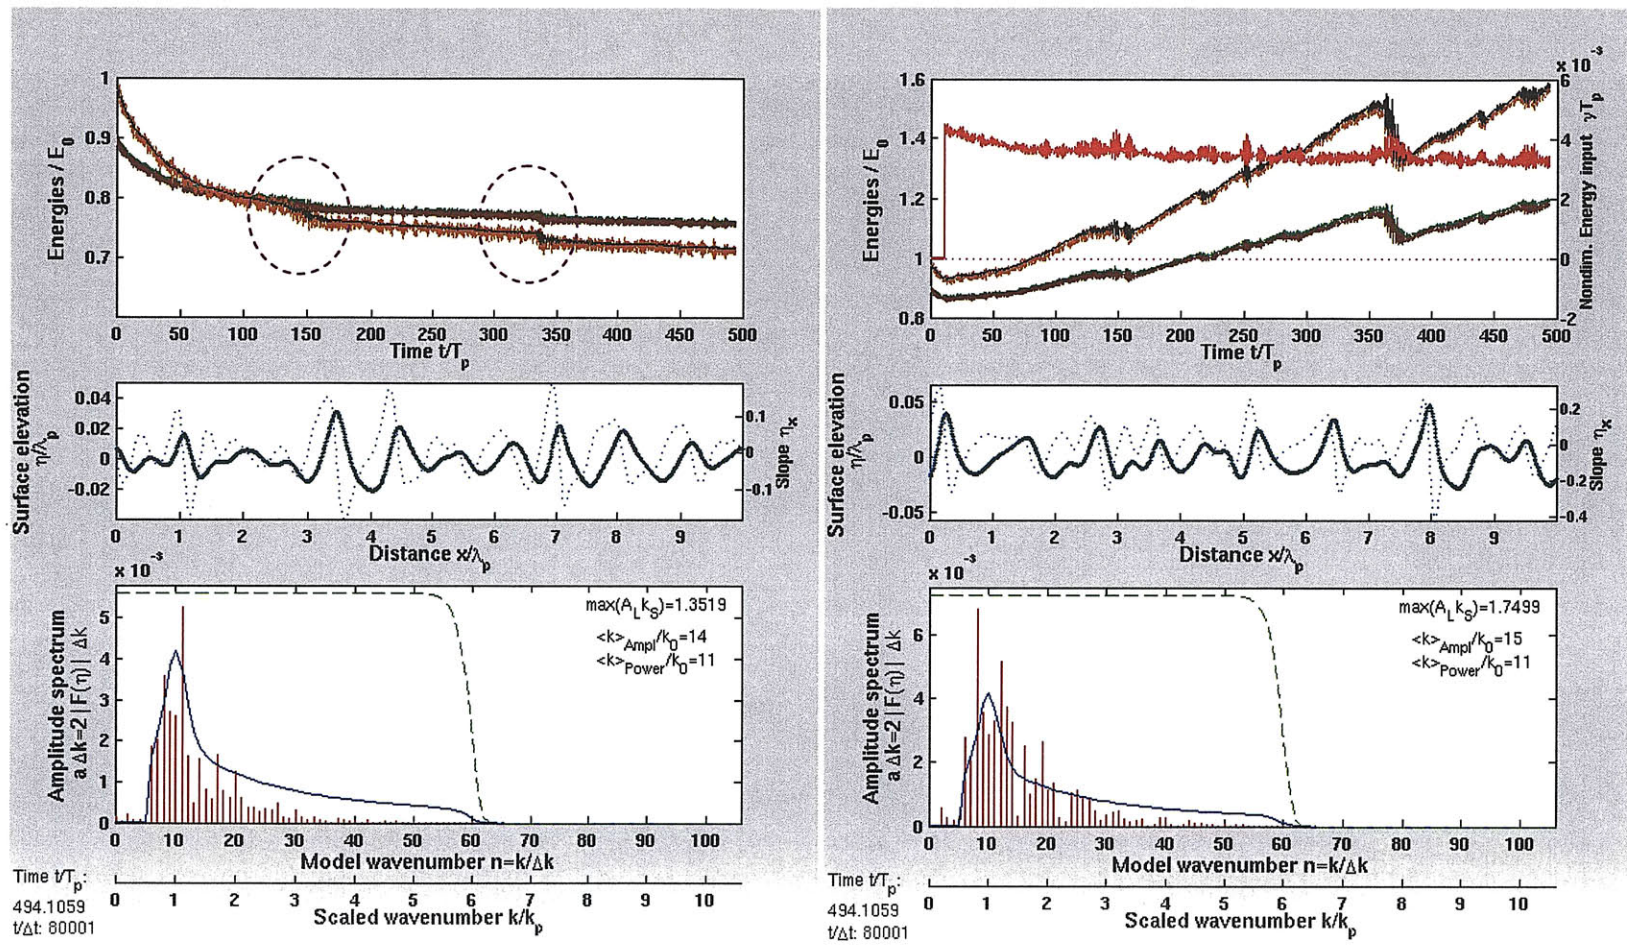 1
0.9
0.8
0.7
Energies / E0
0 50 100 150 200 250 300 350 400 450 500
Time t/Tp
0.04
0.02
0
-0.02
Surface elevation
η/λp
0.1
0
-0.1
Slope ηx
0 1 2 3 4 5 6 7 8 9
Distance x/λp
x 10 -3
5
4
3
2
1
0
Amplitude spectrum
a Δk=2 | F(η) | Δk
max(ALkS)=1.3519
<k>Ampl/k0=14
<k>Power/k0=11
0 10 20 30 40 50 60 70 80 90 100
Model wavenumber n=k/Δk
0 1 2 3 4 5 6 7 8 9 10
Scaled wavenumber k/kp
Time t/Tp:
494.1059
t/Δt: 80001
x 10 -3
1.6
1.4
1.2
1
0.8
Energies / E0
6
4
2
0
-2
Nondim. Energy input γTp
0 50 100 150 200 250 300 350 400 450 500
Time t/Tp
0.05
0
-0.05
Surface elevation
η/λp
0.2
0
-0.2
-0.4
Slope ηx
0 1 2 3 4 5 6 7 8 9
Distance x/λp
x 10 -3
6
4
2
0
Amplitude spectrum
a Δk=2 | F(η) | Δk
max(ALkS)=1.7499
<k>Ampl/k0=15
<k>Power/k0=11
0 10 20 30 40 50 60 70 80 90 100
Model wavenumber n=k/Δk
0 1 2 3 4 5 6 7 8 9 10
Scaled wavenumber k/kp
Time t/Tp:
494.1059
t/Δt: 80001